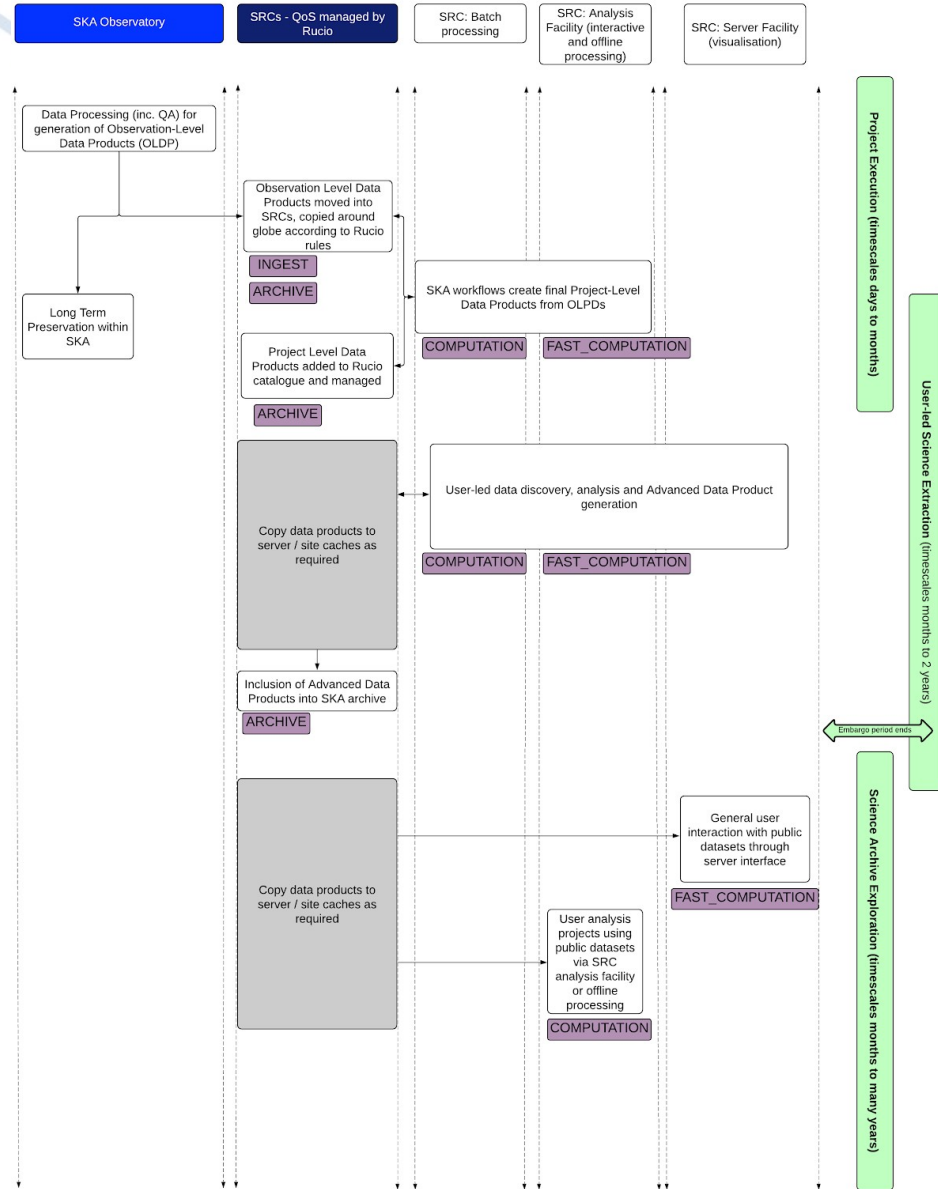 SKA Observatory
SRCs - QoS managed by
Rucio
SRC: Batch
processing
SRC: Analysis
Facility (interactive
and offline
processing)
SRC: Server Facility
(visualisation)
Data Processing (inc. QA) for
generation of Observation-Level
Data Products (OLDP)
Observation Level Data
Products moved into
SRCs, copied around
globe according to Rucio
rules
INGEST
ARCHIVE
Long Term
Preservation within
SKA
SKA workflows create final Project-Level
Data Products from OLPDs
COMPUTATION
FAST_COMPUTATION
Project Level Data
Products added to Rucio
catalogue and managed
ARCHIVE
Project Execution (timescales days to months)
Copy data products to
server / site caches as
required
User-led data discovery, analysis and Advanced Data Product
generation
COMPUTATION
FAST_COMPUTATION
User-led Science Extraction (timescales months to 2 years)
Inclusion of Advanced Data
Products into SKA archive
ARCHIVE
Embargo period ends
Copy data products to
server / site caches as
required
General user
interaction with public
datasets through
server interface
FAST_COMPUTATION
User analysis
projects using
public datasets
via SRC
analysis facility
or offline
processing
COMPUTATION
Science Archive Exploration (timescales months to many years)